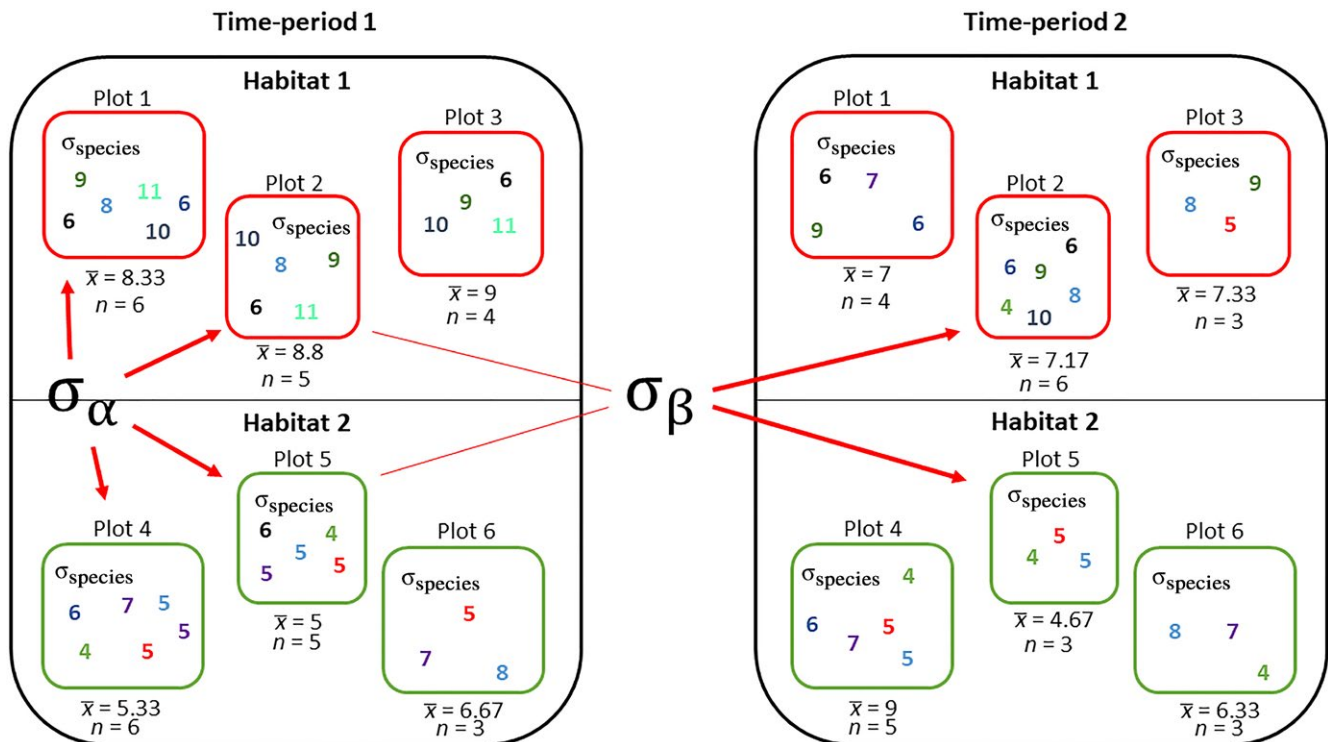 Time-period 1
Habitat 1
Plot 1
σspecies
9
8
11
6
6
10
x̄ = 8.33
n = 6
Plot 2
σspecies
10
8
9
6
11
x̄ = 8.8
n = 5
Plot 3
σspecies
6
9
10
11
x̄ = 9
n = 4
σα
Habitat 2
Plot 4
σspecies
6
7
5
5
4
5
x̄ = 5.33
n = 6
Plot 5
σspecies
6
4
5
5
5
x̄ = 5
n = 5
Plot 6
5
7
8
x̄ = 6.67
n = 3
σspecies
σβ
Time-period 2
Habitat 1
Plot 1
σspecies
6
7
9
6
x̄ = 7
n = 4
Plot 2
σspecies
6
6
9
8
4
10
x̄ = 7.17
n = 6
Plot 3
σspecies
9
8
5
x̄ = 7.33
n = 3
Habitat 2
Plot 4
σspecies
4
6
5
7
5
x̄ = 9
n = 5
Plot 5
σspecies
5
4
5
x̄ = 4.67
n = 3
Plot 6
σspecies
8
7
4
x̄ = 6.33
n = 3